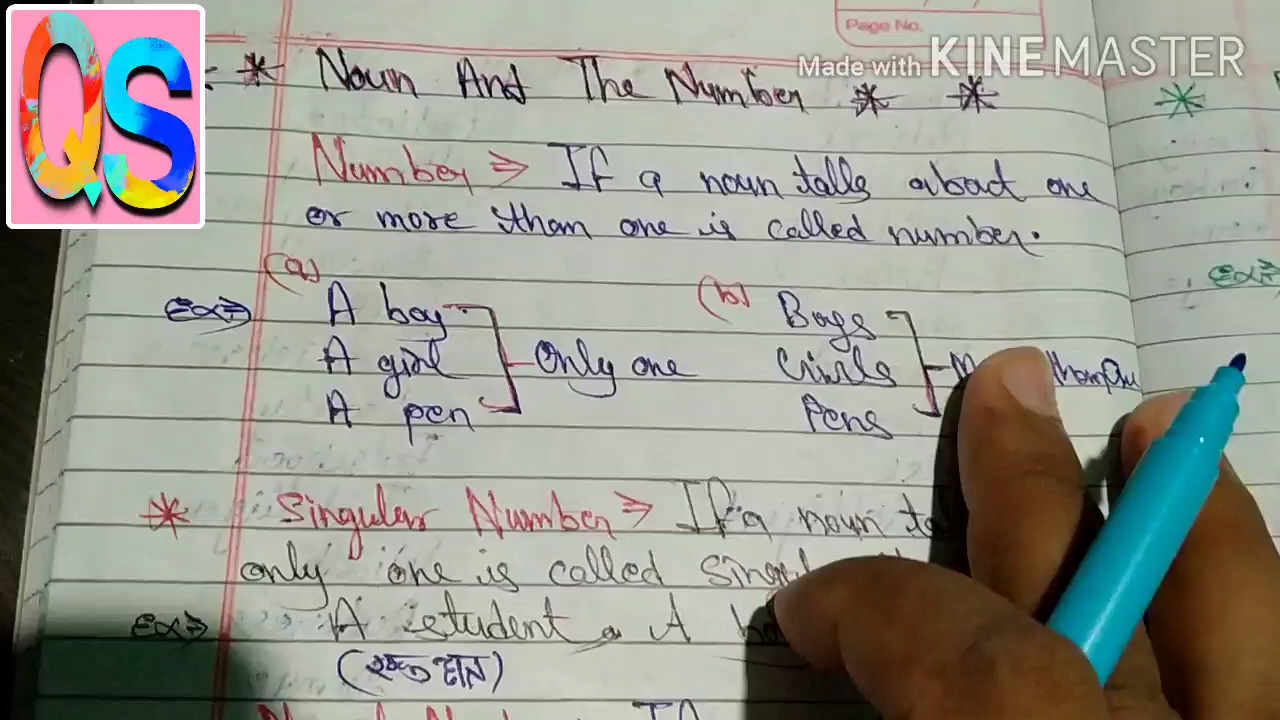 Page No.
Made with KINEMASTER
QS
* Noun And The Number * *
Number ⇒ If a noun talls about one
or more than one is called number.
(a) (b)
Ex⇒ A boy Boys
A girl Only one Girls
A pen Pens
* Singular Number ⇒ If a noun
only one is called
Ex⇒ A student, A